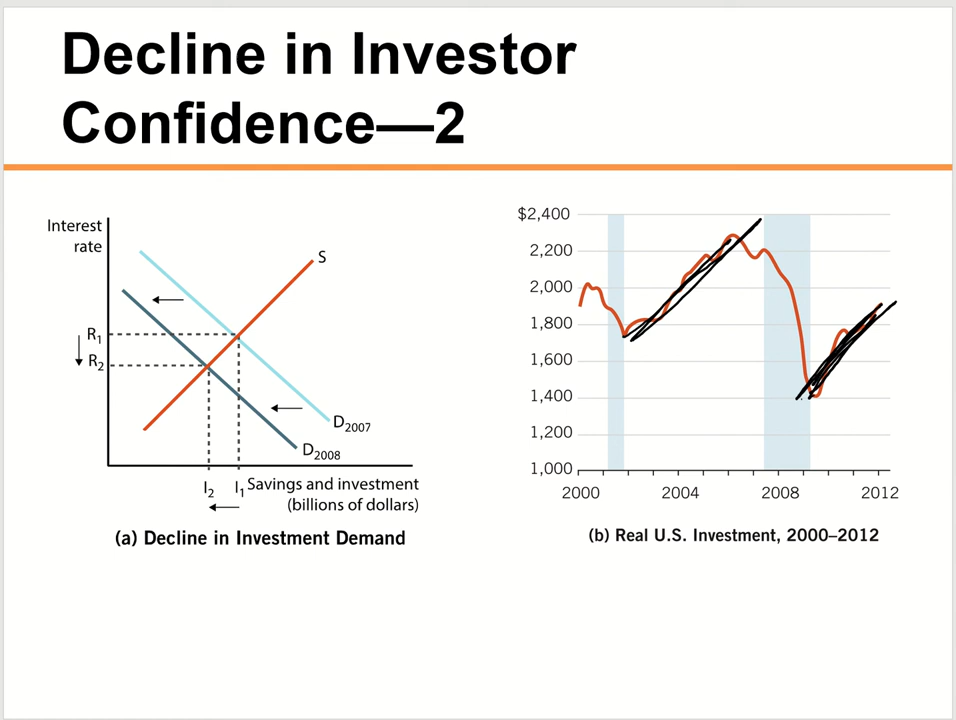 Decline in Investor
Confidence—2
Interest
rate
S
R1
R2
D2007
D2008
I2
I1
Savings and investment
(billions of dollars)
(a) Decline in Investment Demand
$2,400
2,200
2,000
1,800
1,600
1,400
1,200
1,000
2000
2004
2008
2012
(b) Real U.S. Investment, 2000–2012